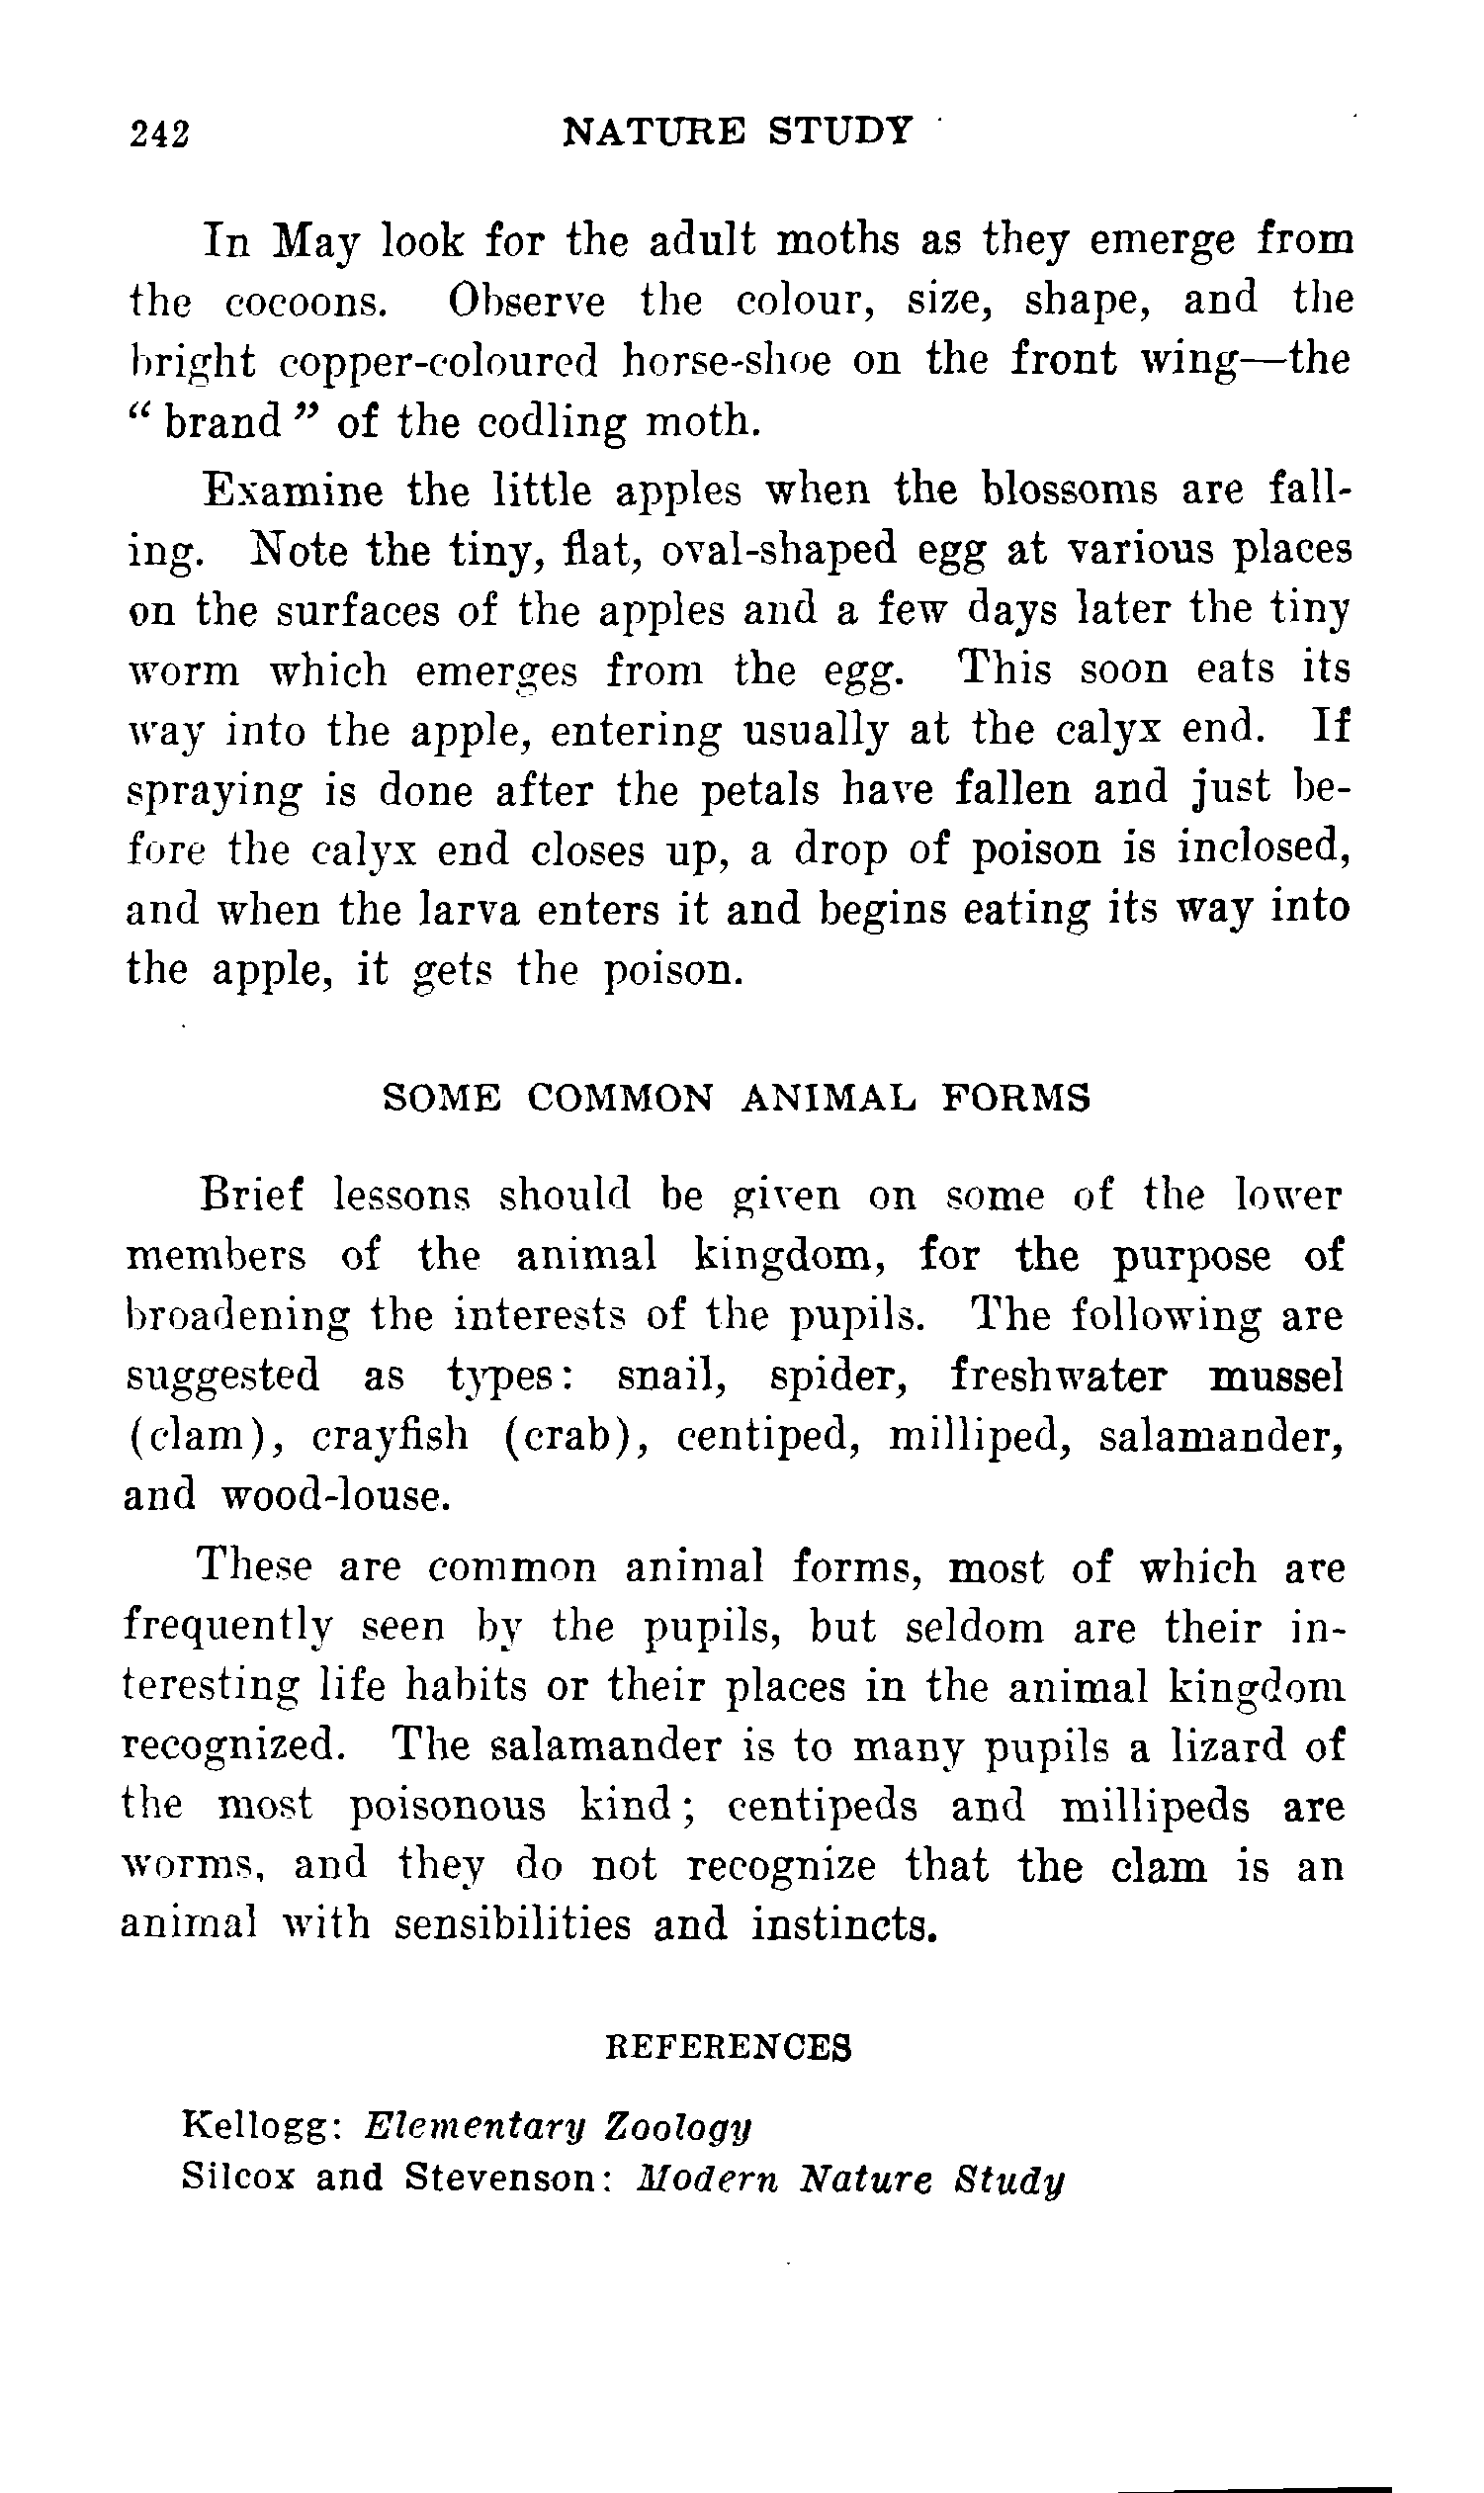 242 NATURE STUDY
In May look for the adult moths as they emerge from
the cocoons. Observe the colour, size, shape, and the
bright copper-coloured horse-shoe on the front wing—the
“ brand ” of the codling moth.
Examine the little apples when the blossoms are fall-
ing. Note the tiny, flat, oval-shaped egg at various places
on the surfaces of the apples and a few days later the tiny
worm which emerges from the egg. This soon eats its
way into the apple, entering usually at the calyx end. If
spraying is done after the petals have fallen and just be-
fore the calyx end closes up, a drop of poison is inclosed,
and when the larva enters it and begins eating its way into
the apple, it gets the poison.
SOME COMMON ANIMAL FORMS
Brief lessons should be given on some of the lower
members of the animal kingdom, for the purpose of
broadening the interests of the pupils. The following are
suggested as types: snail, spider, freshwater mussel
(clam), crayfish (crab), centiped, milliped, salamander,
and wood-louse.
These are common animal forms, most of which are
frequently seen by the pupils, but seldom are their in-
teresting life habits or their places in the animal kingdom
recognized. The salamander is to many pupils a lizard of
the most poisonous kind; centipeds and millipeds are
worms, and they do not recognize that the clam is an
animal with sensibilities and instincts.
REFERENCES
Kellogg: Elementary Zoology
Silcox and Stevenson: Modern Nature Study